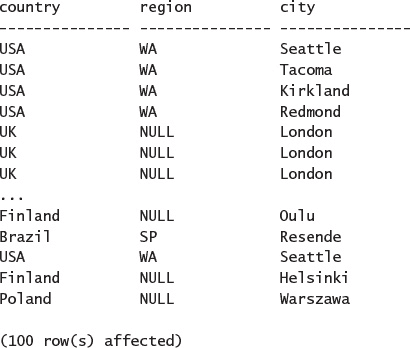 country         region          city
--------------- --------------- ---------------
USA             WA              Seattle
USA             WA              Tacoma
USA             WA              Kirkland
USA             WA              Redmond
UK              NULL            London
UK              NULL            London
UK              NULL            London
...
Finland         NULL            Oulu
Brazil          SP              Resende
USA             WA              Seattle
Finland         NULL            Helsinki
Poland          NULL            Warszawa
(100 row(s) affected)